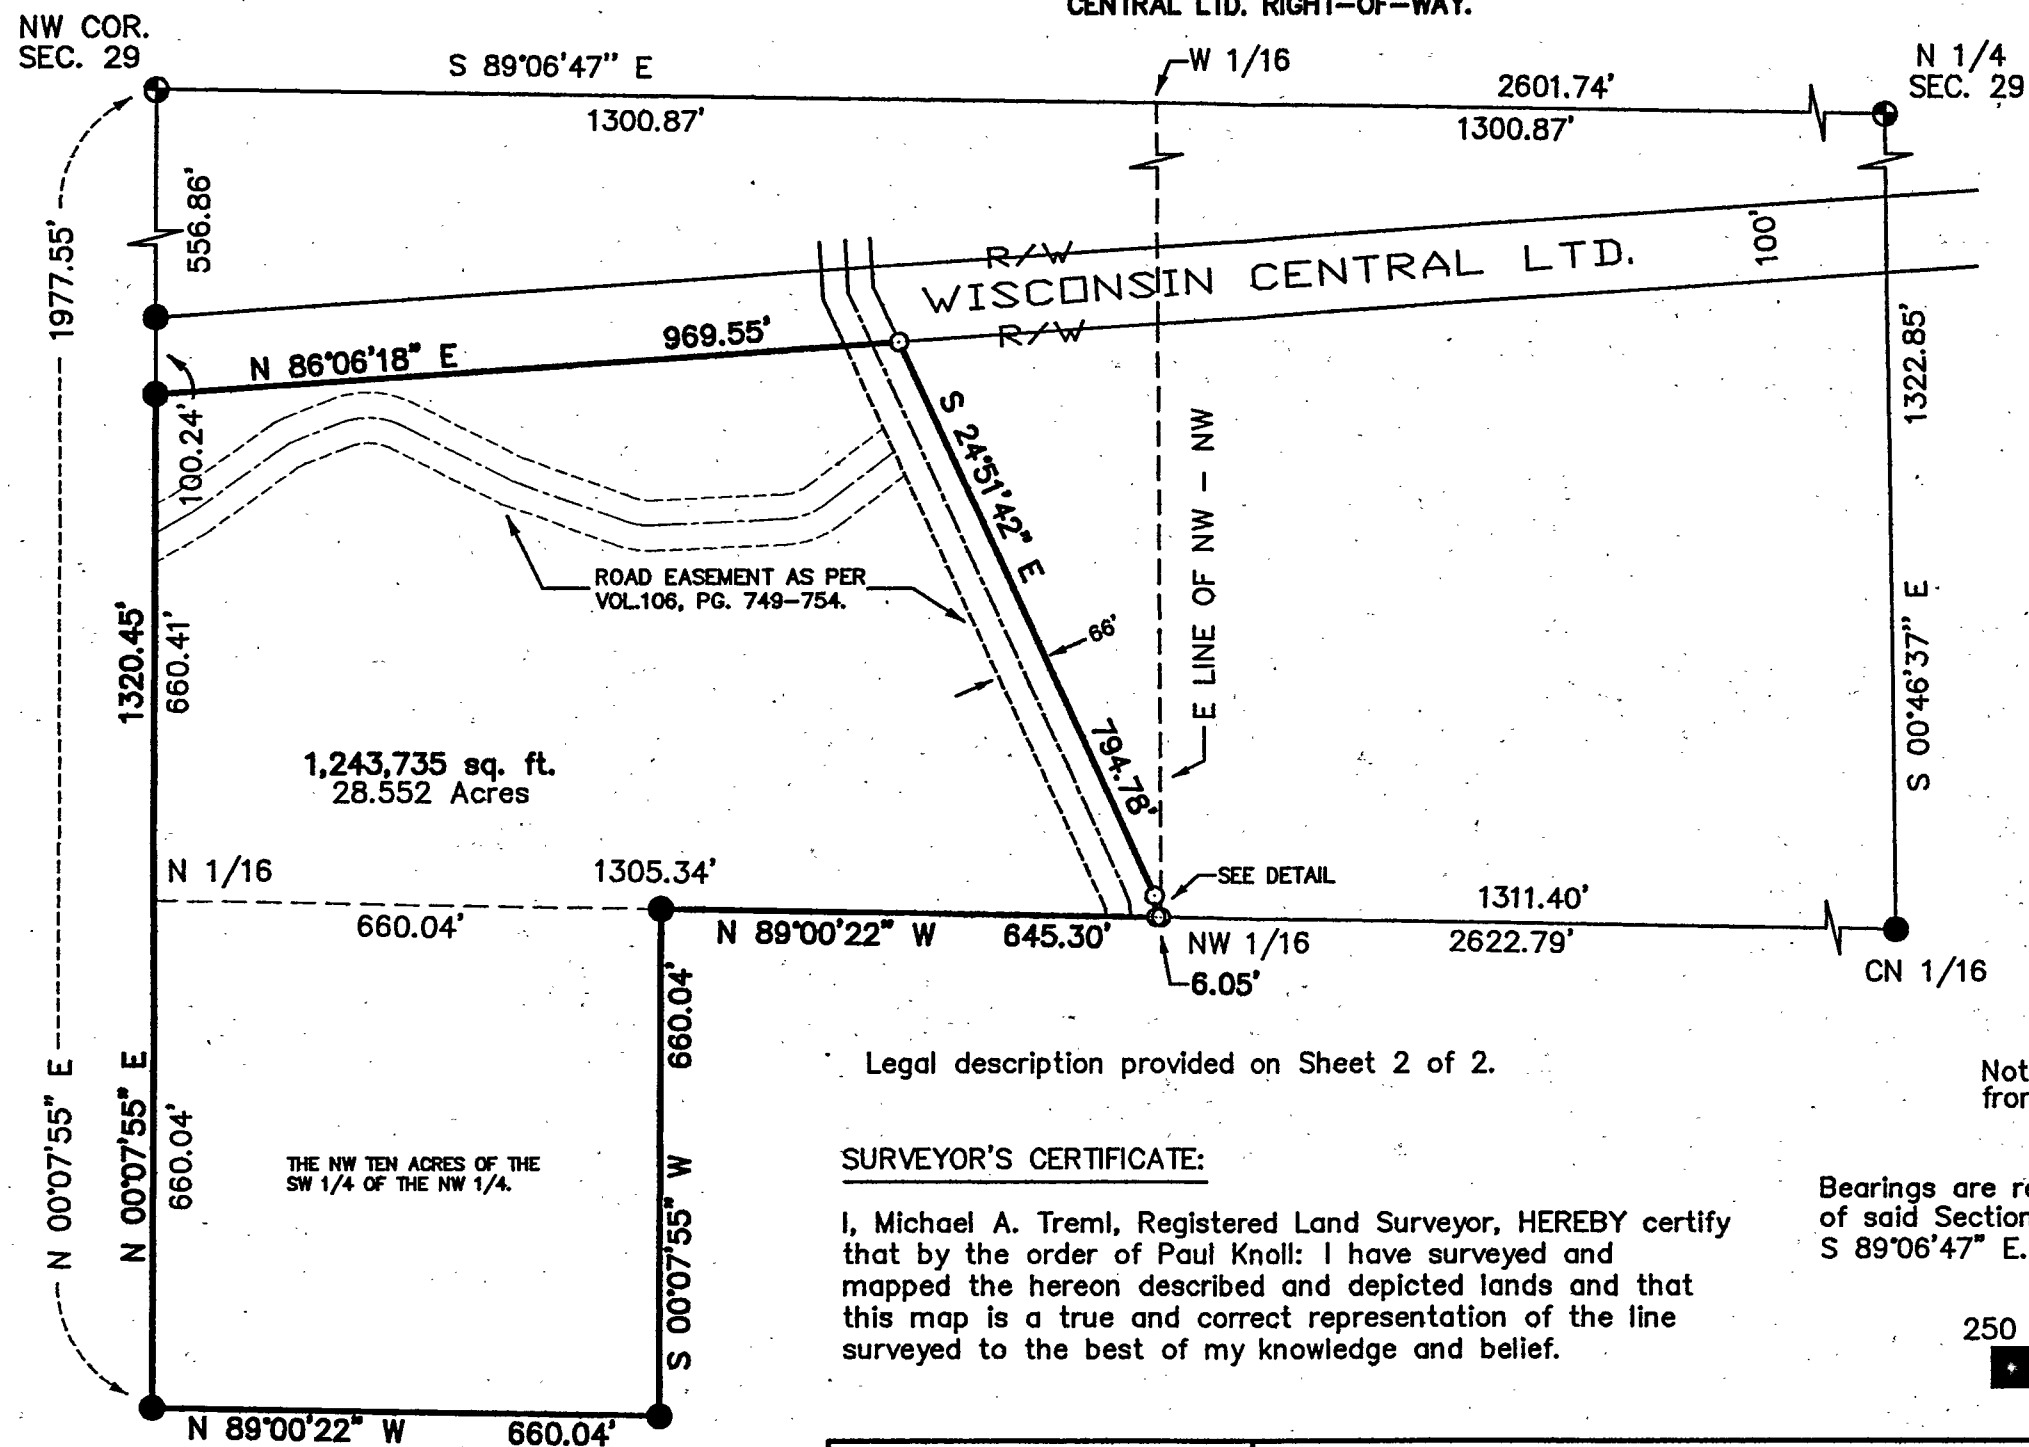 CENTRAL LTD. RIGHT-OF-WAY.
NW COR.
SEC. 29
S 89°06'47" E
1300.87'
W 1/16
2601.74'
1300.87'
N 1/4
SEC. 29
556.86'
1977.55'
R/W
WISCONSIN CENTRAL LTD.
R/W
100'
N 86°06'18" E
969.55'
100.24'
S 24°51'42" E
794.78'
66'
E LINE OF NW - NW
1322.85'
S 00°46'37" E
ROAD EASEMENT AS PER
VOL.106, PG. 749-754.
1320.45'
660.41'
1,243,735 sq. ft.
28.552 Acres
N 1/16
1305.34'
660.04'
SEE DETAIL
1311.40'
N 89°00'22" W
645.30'
NW 1/16
2622.79'
6.05'
CN 1/16
660.04'
S 00°07'55" W
N 00°07'55" E
N 00°07'55" E
660.04'
THE NW TEN ACRES OF THE
SW 1/4 OF THE NW 1/4.
N 89°00'22" W
660.04'
Legal description provided on Sheet 2 of 2.
SURVEYOR'S CERTIFICATE:
I, Michael A. Treml, Registered Land Surveyor, HEREBY certify
that by the order of Paul Knoll: I have surveyed and
mapped the hereon described and depicted lands and that
this map is a true and correct representation of the line
surveyed to the best of my knowledge and belief.
Bearings are
of said Section
S 89°06'47" E.
250